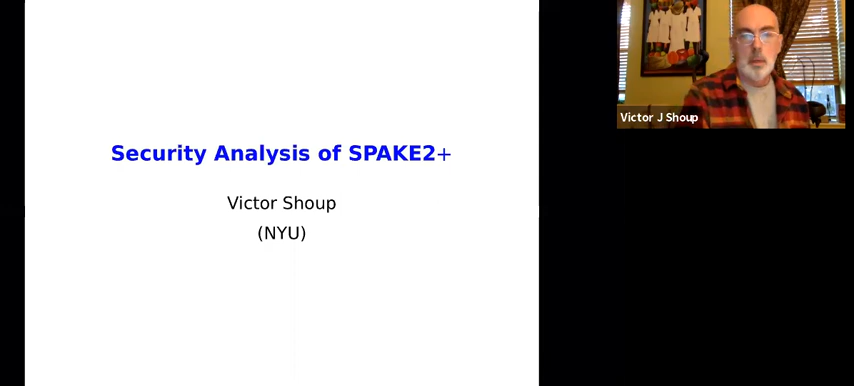 Security Analysis of SPAKE2+
Victor Shoup
(NYU)
Victor J Shoup